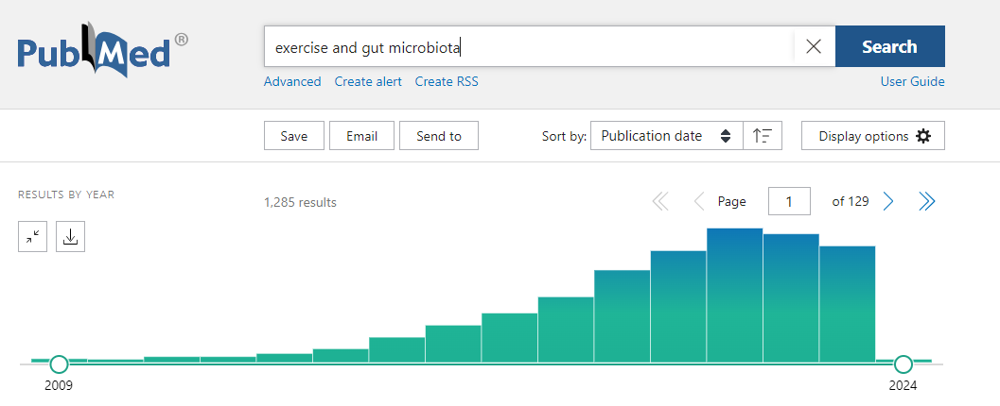 PubMed®
exercise and gut microbiota
Search
Advanced Create alert Create RSS
User Guide
Save Email Send to
Sort by: Publication date
Display options
RESULTS BY YEAR
1,285 results
Page 1 of 129
2009
2024